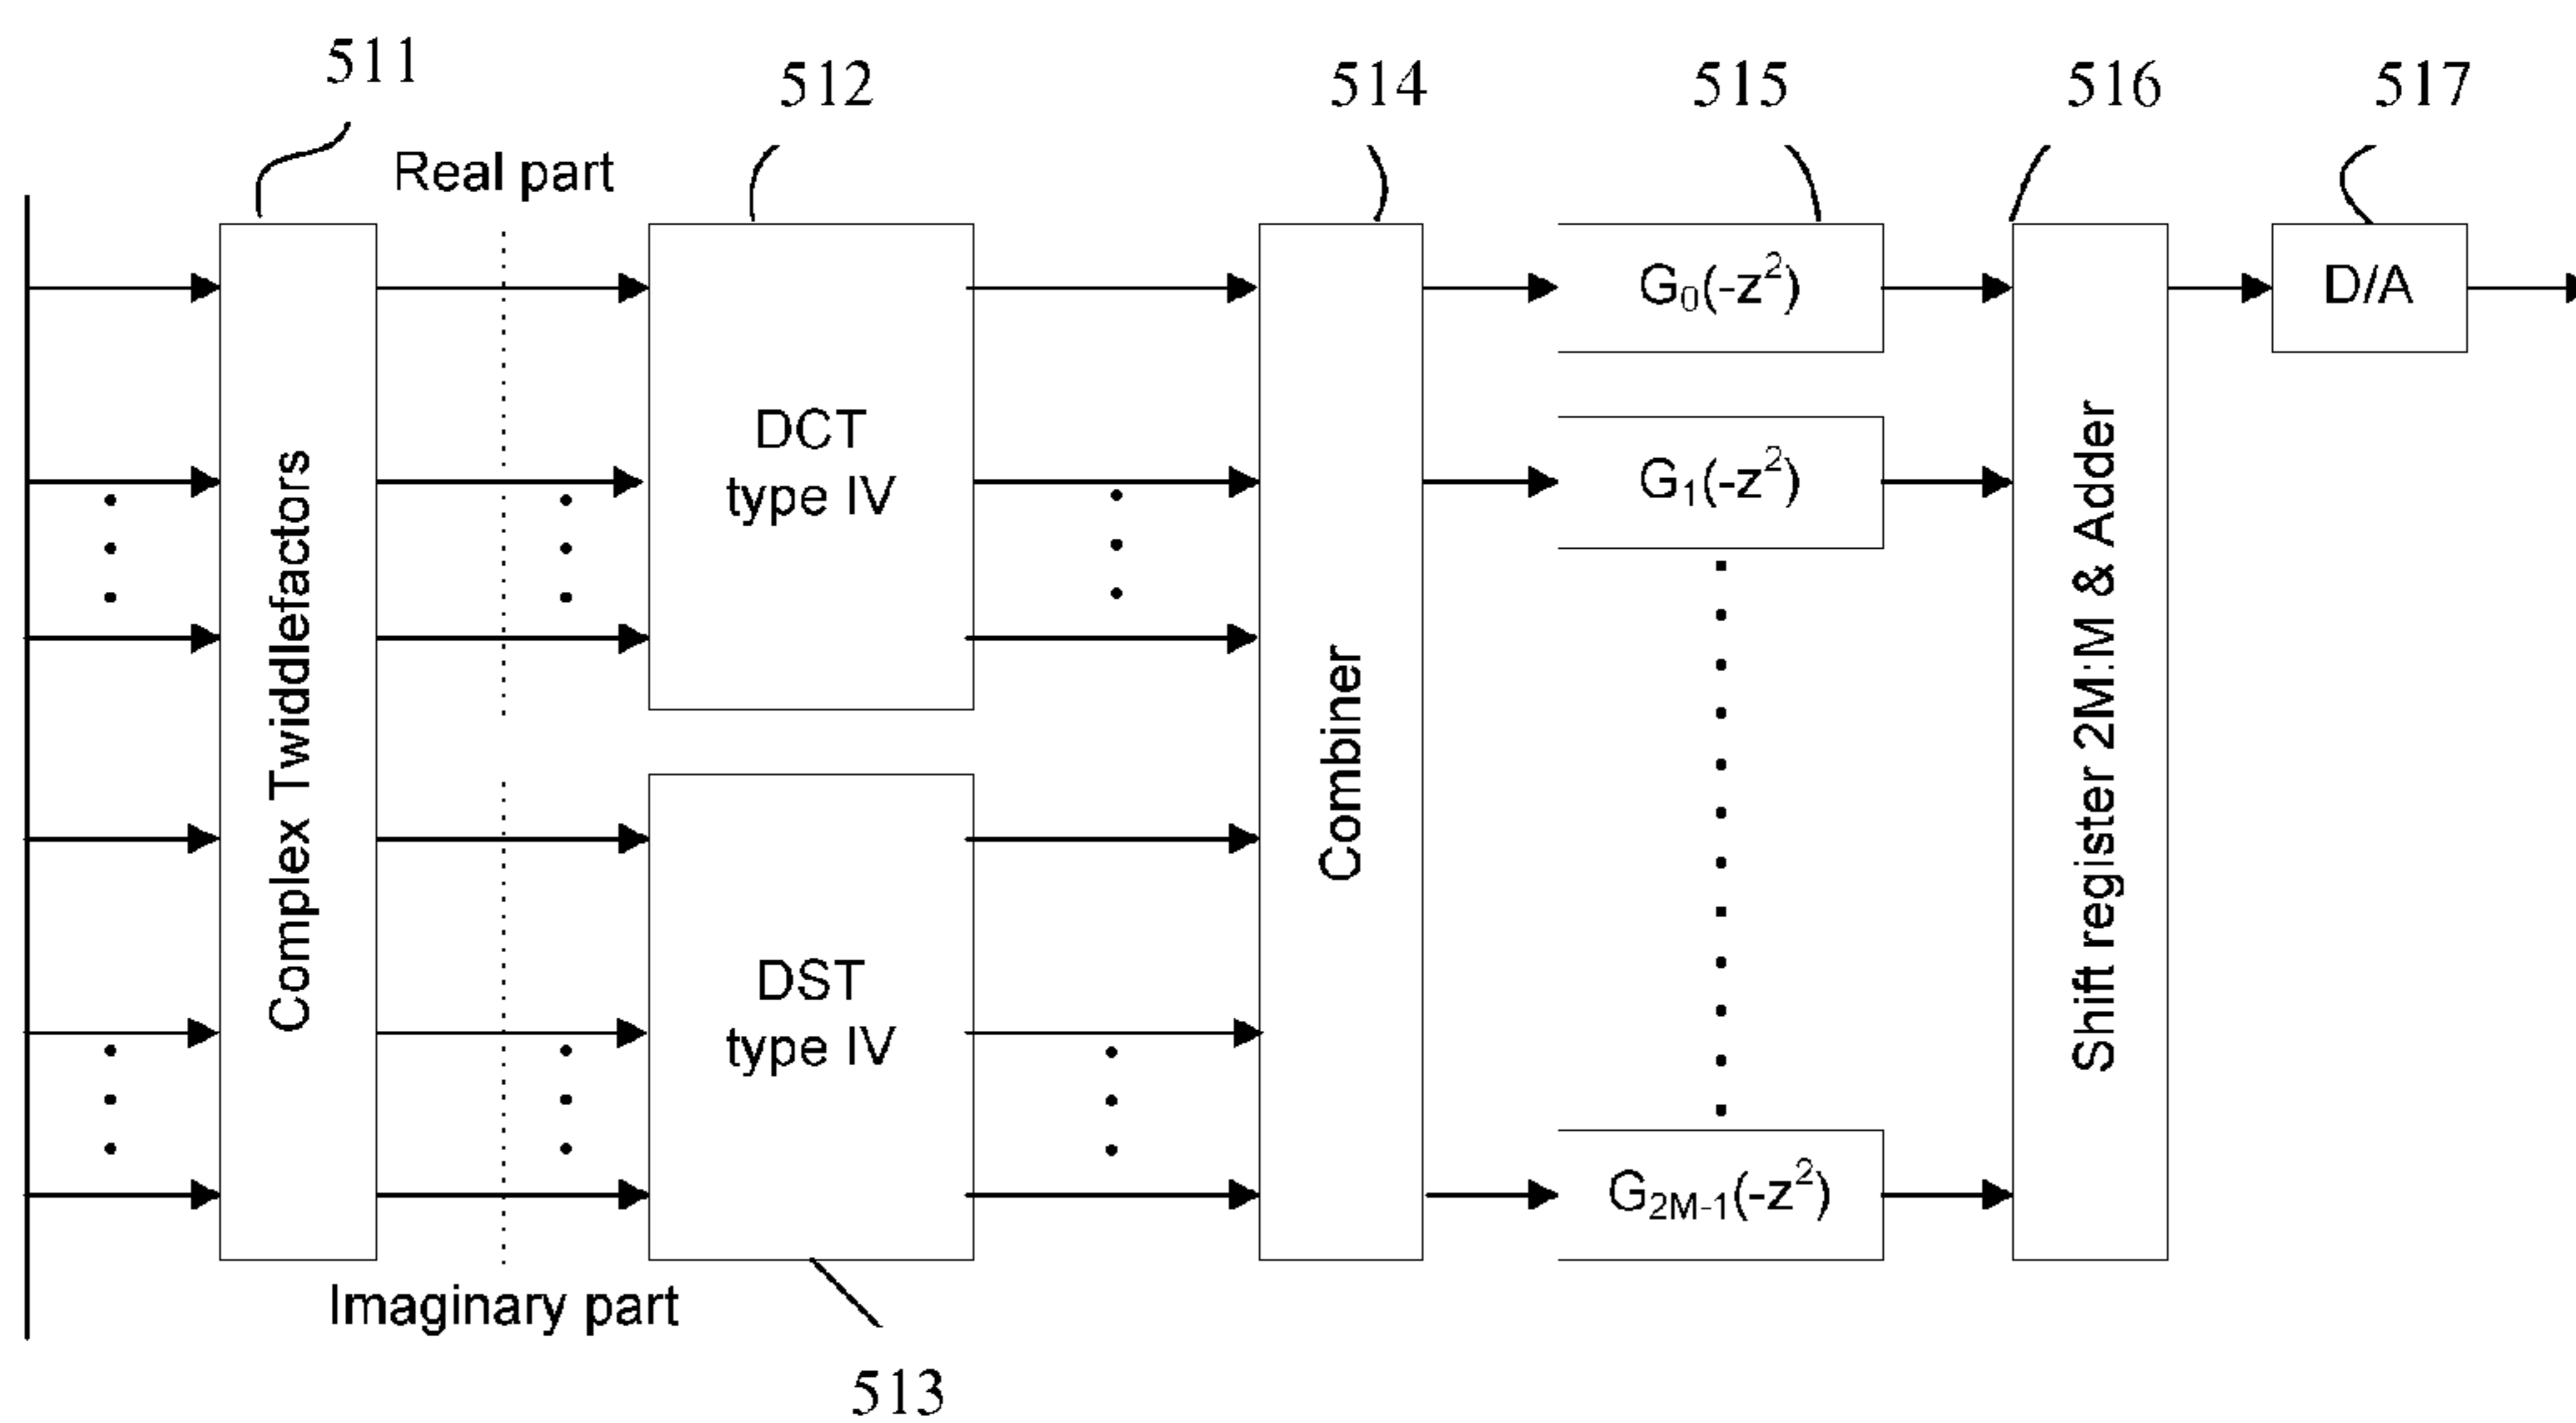 511
512
514
515
516
517
Real part
Complex Twiddlefactors
DCT
type IV
DST
type IV
Combiner
G₀(-z²)
G₁(-z²)
G₂M₋₁(-z²)
Shift register 2M:M & Adder
D/A
Imaginary part
513